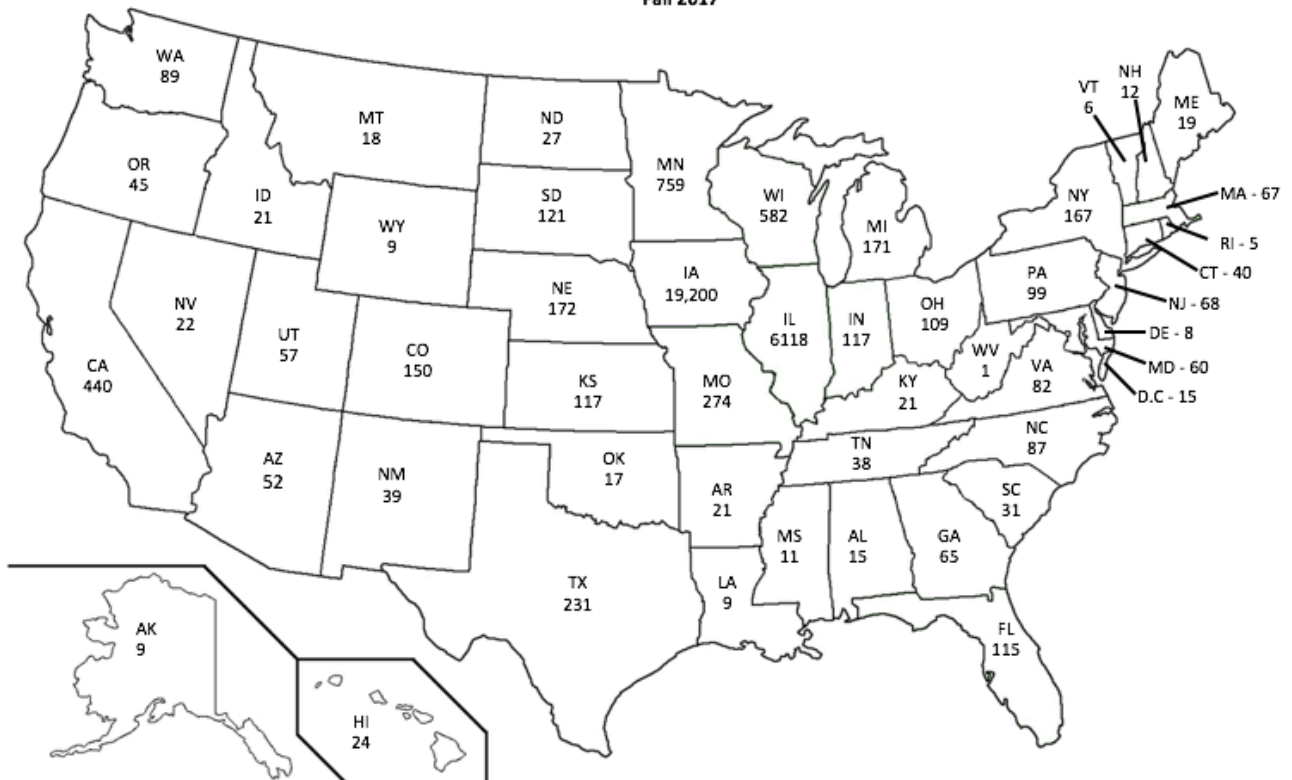 Fall 2017
WA
89
OR
45
CA
440
NV
22
ID
21
MT
18
WY
9
UT
57
AZ
52
CO
150
NM
39
ND
27
SD
121
NE
172
KS
117
OK
17
TX
231
MN
759
IA
19,200
MO
274
AR
21
LA
9
WI
582
IL
6118
MI
171
IN
117
OH
109
KY
21
TN
38
MS
11
AL
15
GA
65
FL
115
SC
31
NC
87
VA
82
WV
1
PA
99
NY
167
VT
6
NH
12
ME
19
MA - 67
RI - 5
CT - 40
NJ - 68
DE - 8
MD - 60
D.C - 15
AK
9
HI
24